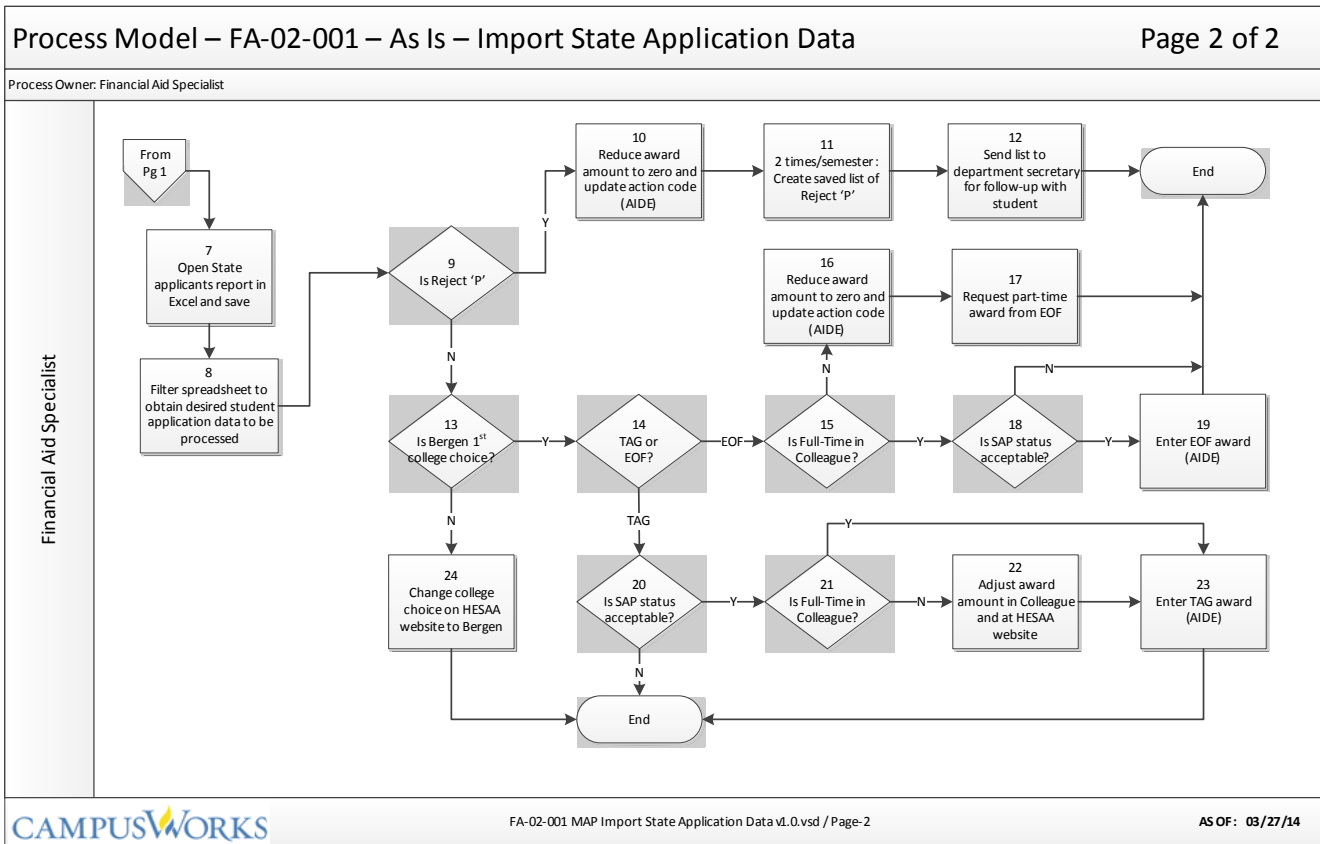 Process Model – FA-02-001 – As Is – Import State Application Data
Page 2 of 2
Process Owner: Financial Aid Specialist
Financial Aid Specialist
From
Pg 1
7
Open State
applicants report in
Excel and save
8
Filter spreadsheet to
obtain desired student
application data to be
processed
9
Is Reject ‘P’
Y
N
10
Reduce award
amount to zero and
update action code
(AIDE)
11
2 times/semester:
Create saved list of
Reject ‘P’
12
Send list to
department secretary
for follow-up with
student
End
13
Is Bergen 1st
college choice?
Y
N
14
TAG or
EOF?
EOF
TAG
15
Is Full-Time in
Colleague?
N
Y
16
Reduce award
amount to zero and
update action code
(AIDE)
17
Request part-time
award from EOF
18
Is SAP status
acceptable?
N
Y
19
Enter EOF award
(AIDE)
20
Is SAP status
acceptable?
Y
N
21
Is Full-Time in
Colleague?
Y
N
22
Adjust award
amount in Colleague
and at HESAA
website
23
Enter TAG award
(AIDE)
24
Change college
choice on HESAA
website to Bergen
End
CAMPUSWORKS
FA-02-001 MAP Import State Application Data v1.0.vsd / Page-2
AS OF: 03/27/14